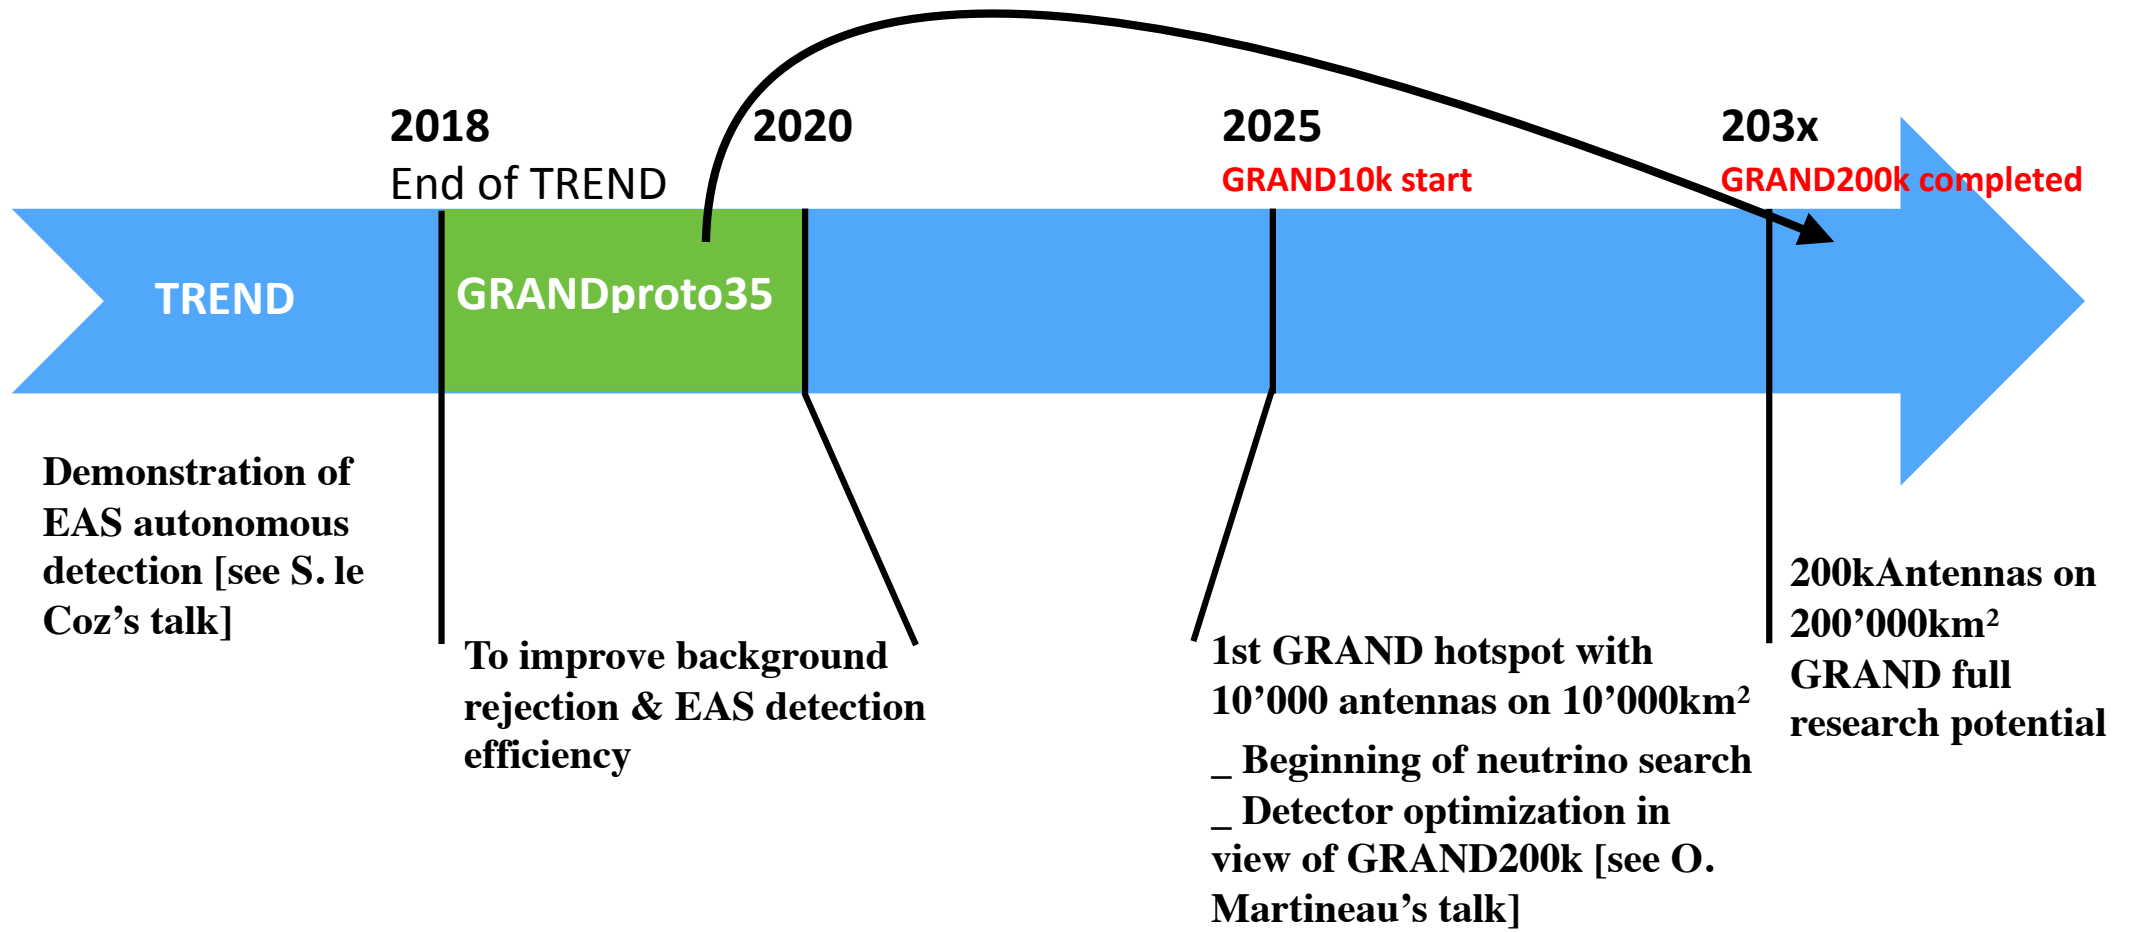 2018
End of TREND
2020
2025
GRAND10k start
203x
GRAND200k completed
TREND
GRANDproto35
Demonstration of
EAS autonomous
detection [see S. le
Coz’s talk]
To improve background
rejection & EAS detection
efficiency
1st GRAND hotspot with
10’000 antennas on 10’000km²
_ Beginning of neutrino search
_ Detector optimization in
view of GRAND200k [see O.
Martineau’s talk]
200kAntennas on
200’000km²
GRAND full
research potential